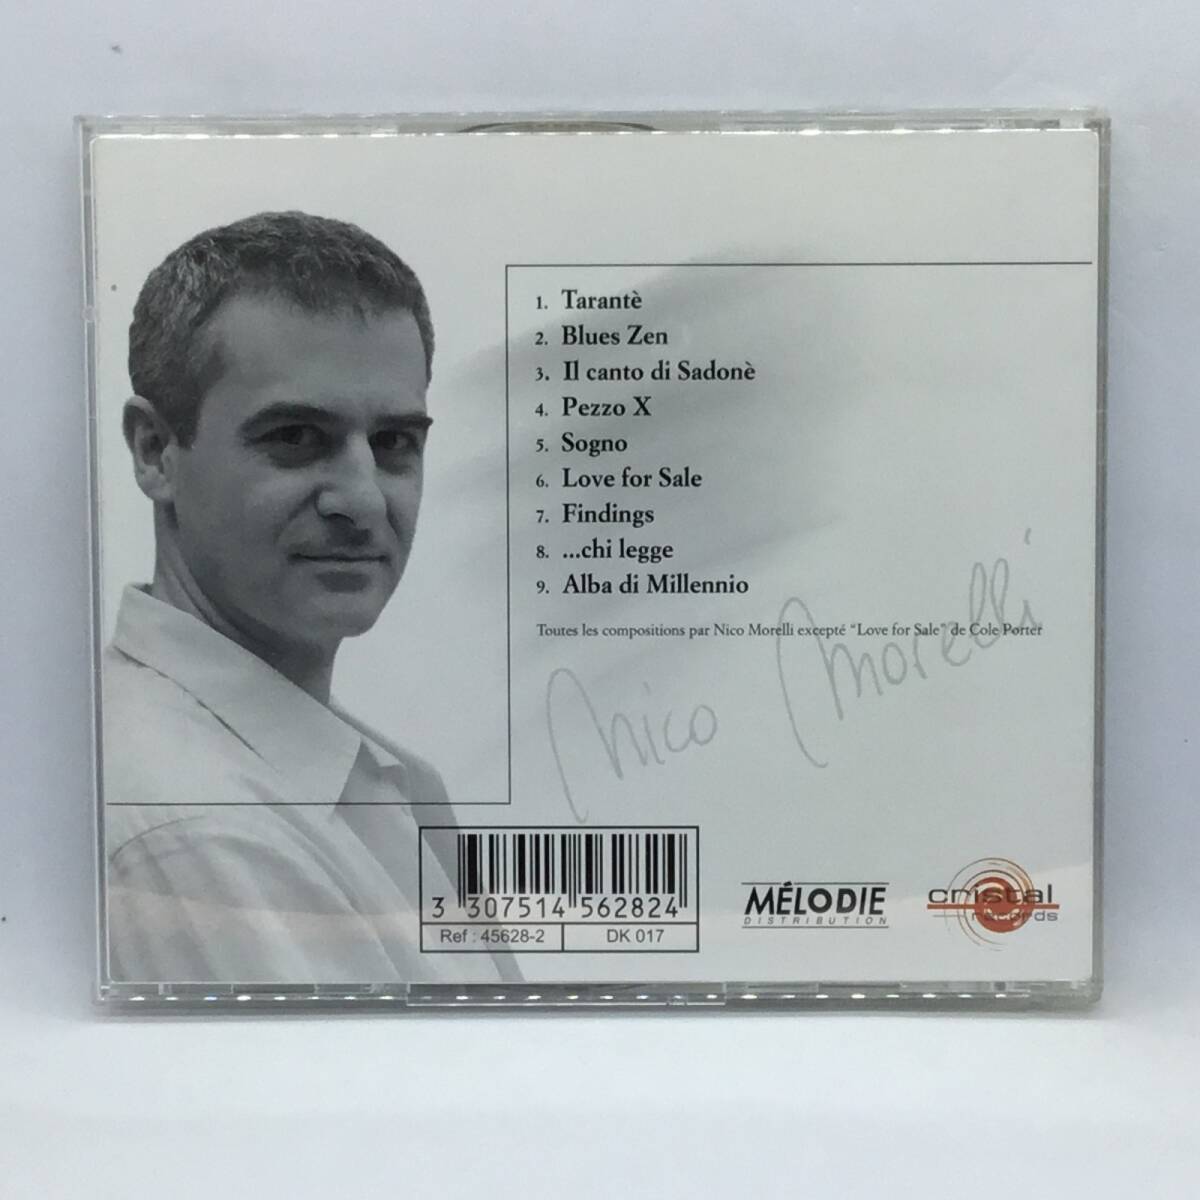 1. Tarantè
2. Blues Zen
3. Il canto di Sadonè
4. Pezzo X
5. Sogno
6. Love for Sale
7. Findings
8. ...chi legge
9. Alba di Millennio
Toutes les compositions par Nico Morelli excepté "Love for Sale" de Cole Porter
Nico Morelli
3 307514 562824
Ref : 45628-2 DK 017
MÉLODIE
DISTRIBUTION
cristal
records